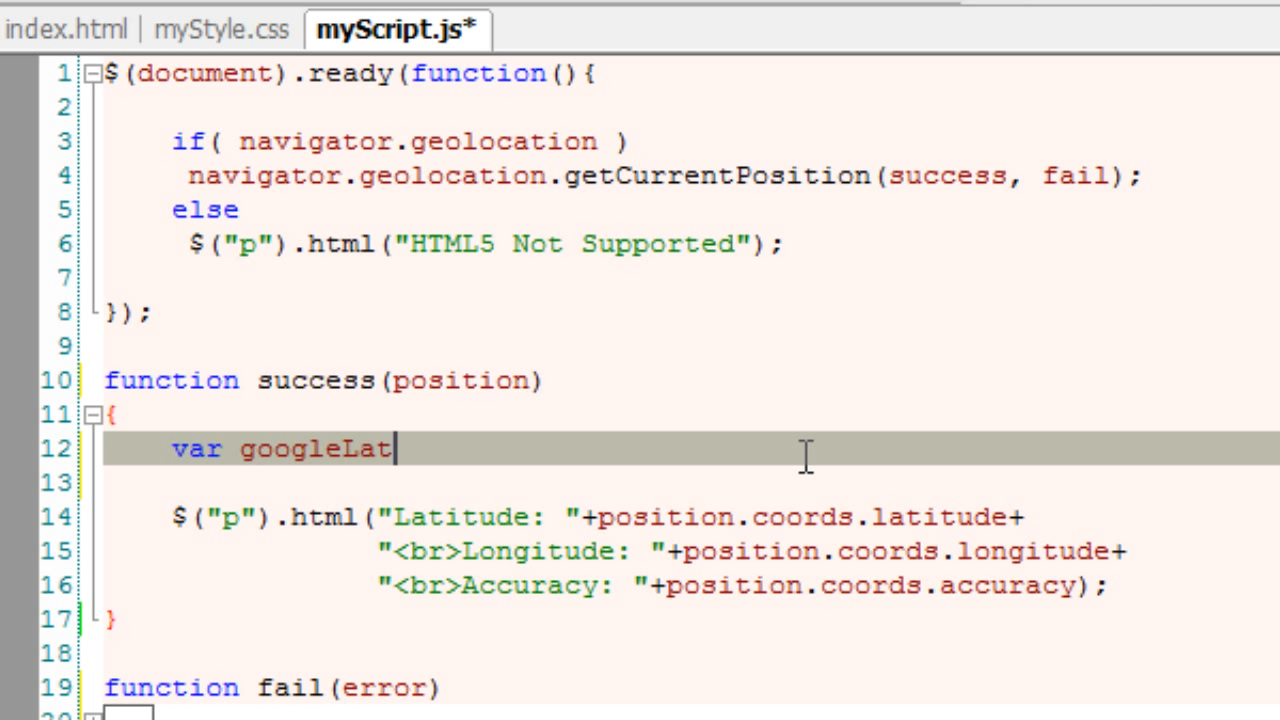 index.html | myStyle.css myScript.js*
1 $(document).ready(function(){
2
3 if( navigator.geolocation )
4 navigator.geolocation.getCurrentPosition(success, fail);
5 else
6 $("p").html("HTML5 Not Supported");
7
8 });
9
10 function success(position)
11 {
12 var googleLat
13
14 $("p").html("Latitude: "+position.coords.latitude+
15 "<br>Longitude: "+position.coords.longitude+
16 "<br>Accuracy: "+position.coords.accuracy);
17 }
18
19 function fail(error)
20